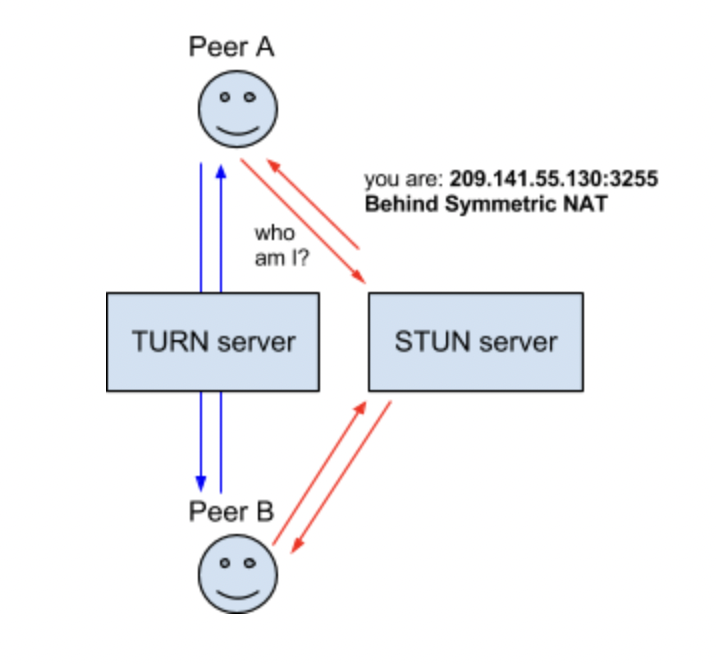 Peer A
you are: 209.141.55.130:3255
Behind Symmetric NAT
who
am I?
TURN server
STUN server
Peer B